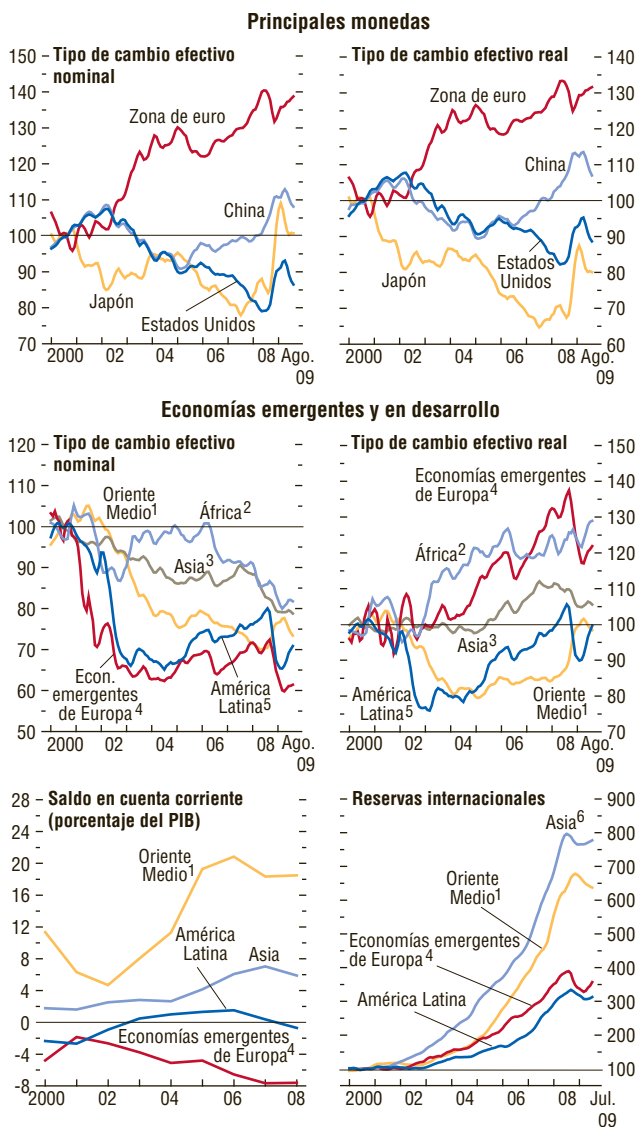 Principales monedas
Tipo de cambio efectivo
nominal
150
140
130
120
110
100
90
80
70
Zona de euro
China
Japón
Estados Unidos
2000 02 04 06 08 Ago.
09
Tipo de cambio efectivo real
140
130
120
110
100
90
80
70
60
Zona de euro
China
Estados
Unidos
Japón
2000 02 04 06 08 Ago.
09
Economías emergentes y en desarrollo
Tipo de cambio efectivo
nominal
120
110
100
90
80
70
60
50
Oriente
Medio1
África2
Asia3
Econ.
emergentes
de Europa4
América
Latina5
2000 02 04 06 08 Ago.
09
Tipo de cambio efectivo real
150
140
130
120
110
100
90
80
70
Economías emergentes
de Europa4
África2
Asia3
América
Latina5
Oriente
Medio1
2000 02 04 06 08 Ago.
09
Saldo en cuenta corriente
(porcentaje del PIB)
28
24
20
16
12
8
4
0
-4
-8
Oriente
Medio1
América
Latina
Asia
Economías emergentes
de Europa4
2000 02 04 06 08
Reservas internacionales
900
800
700
600
500
400
300
200
100
Asia6
Oriente
Medio1
Economías emergentes
de Europa4
América Latina
2000 02 04 06 08 Jul.
09